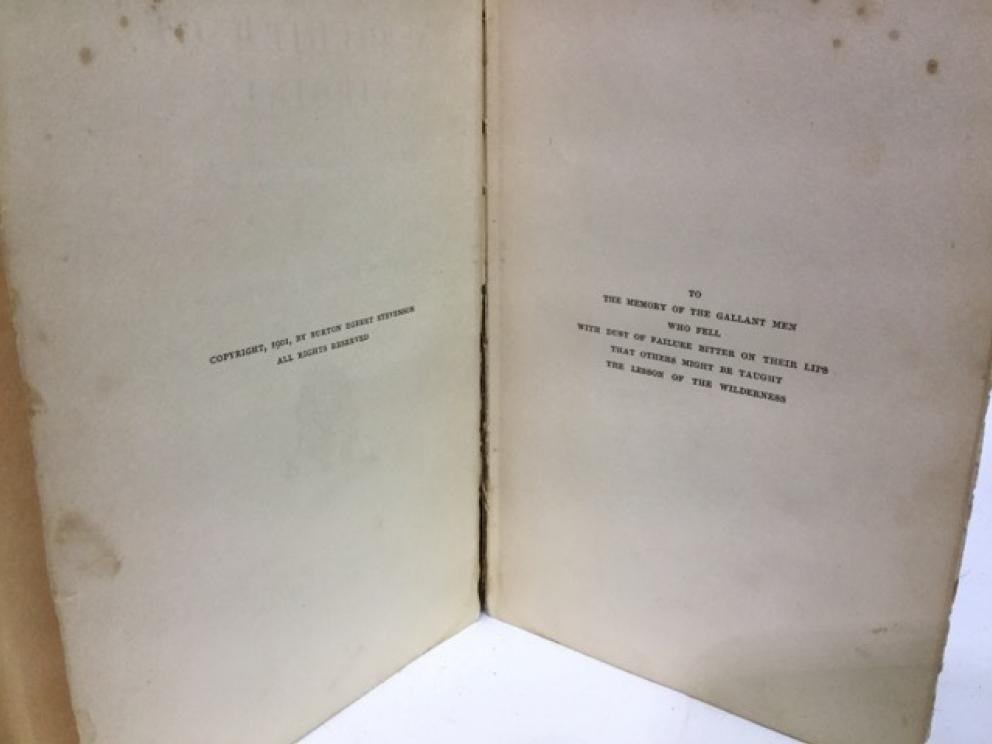 COPYRIGHT, 1901, BY BURTON EGBERT STEVENSON
ALL RIGHTS RESERVED
TO
THE MEMORY OF THE GALLANT MEN
WHO FELL
WITH DUST OF FAILURE BITTER ON THEIR LIPS
THAT OTHERS MIGHT BE TAUGHT
THE LESSON OF THE WILDERNESS